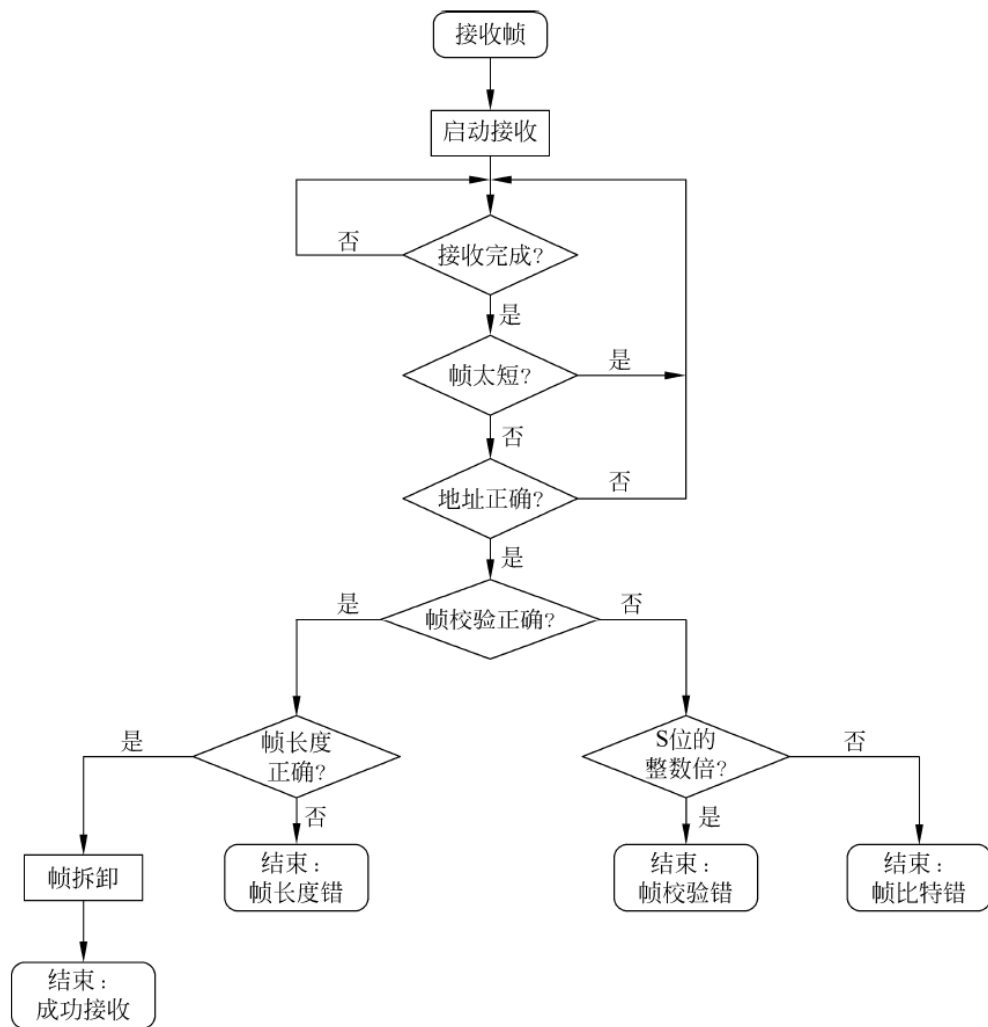 接收帧
启动接收
否
接收完成?
是
帧太短?
是
否
地址正确?
否
是
是
帧校验正确?
否
是
帧长度
正确?
否
S位的
整数倍?
是
否
帧拆卸
结束:
帧长度错
结束:
帧校验错
结束:
帧比特错
结束:
成功接收